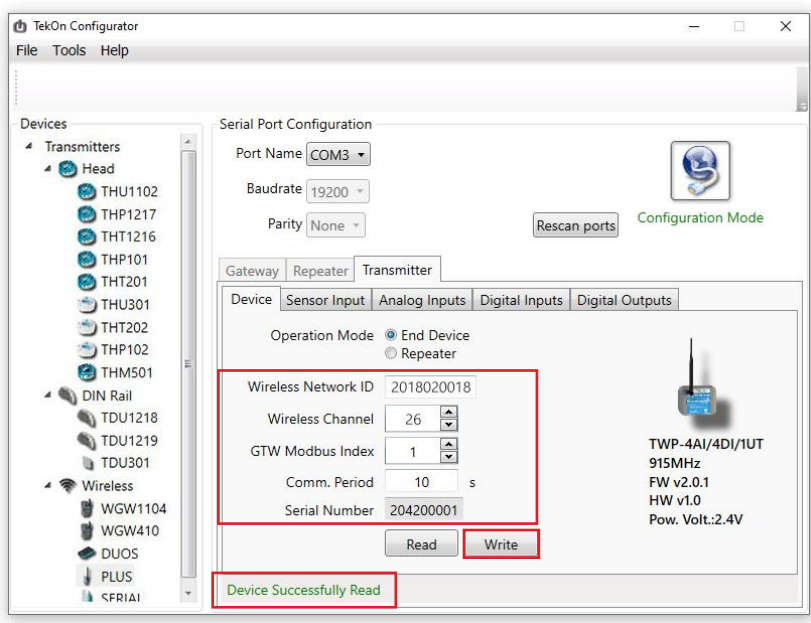 TekOn Configurator
File Tools Help
Devices
Transmitters
Head
THU1102
THP1217
THT1216
THP101
THT201
THU301
THT202
THP102
THM501
DIN Rail
TDU1218
TDU1219
TDU301
Wireless
WGW1104
WGW410
DUOS
PLUS
SERIAL
Serial Port Configuration
Port Name COM3
Baudrate 19200
Parity None
Rescan ports
Configuration Mode
Gateway Repeater Transmitter
Device Sensor Input Analog Inputs Digital Inputs Digital Outputs
Operation Mode End Device
Repeater
Wireless Network ID 2018020018
Wireless Channel 26
GTW Modbus Index 1
Comm. Period 10 s
Serial Number 204200001
Read Write
Device Successfully Read
TWP-4AI/4DI/1UT
915MHz
FW v2.0.1
HW v1.0
Pow. Volt.:2.4V